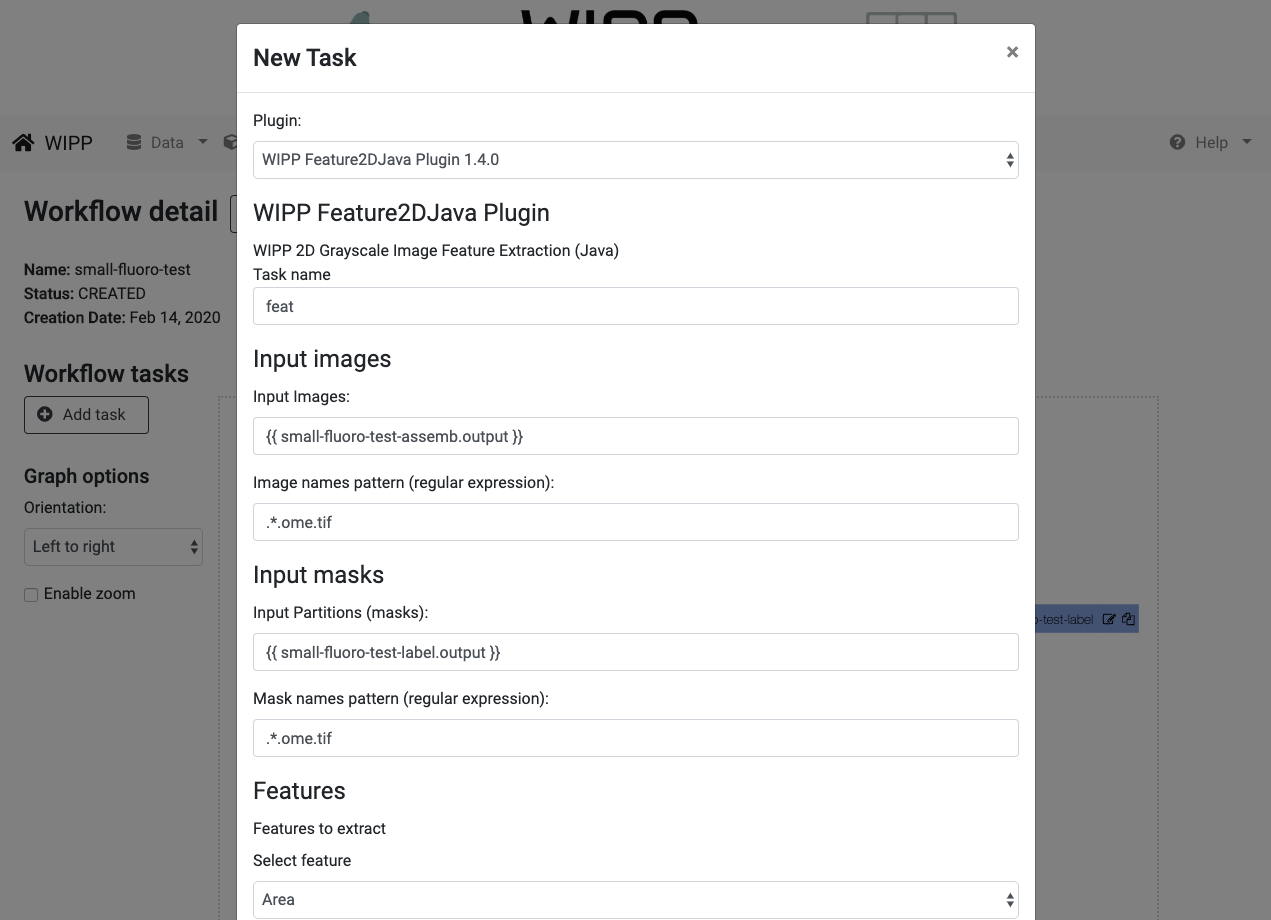 WIPP
New Task
×
Plugin:
WIPP Feature2DJava Plugin 1.4.0
WIPP
Data
Help
Workflow detail
Name: small-fluoro-test
Status: CREATED
Creation Date: Feb 14, 2020
Workflow tasks
Add task
Graph options
Orientation:
Left to right
Enable zoom
WIPP Feature2DJava Plugin
WIPP 2D Grayscale Image Feature Extraction (Java)
Task name
feat
Input images
Input Images:
{{ small-fluoro-test-assemb.output }}
Image names pattern (regular expression):
.*.ome.tif
Input masks
Input Partitions (masks):
{{ small-fluoro-test-label.output }}
-test-label
Mask names pattern (regular expression):
.*.ome.tif
Features
Features to extract
Select feature
Area